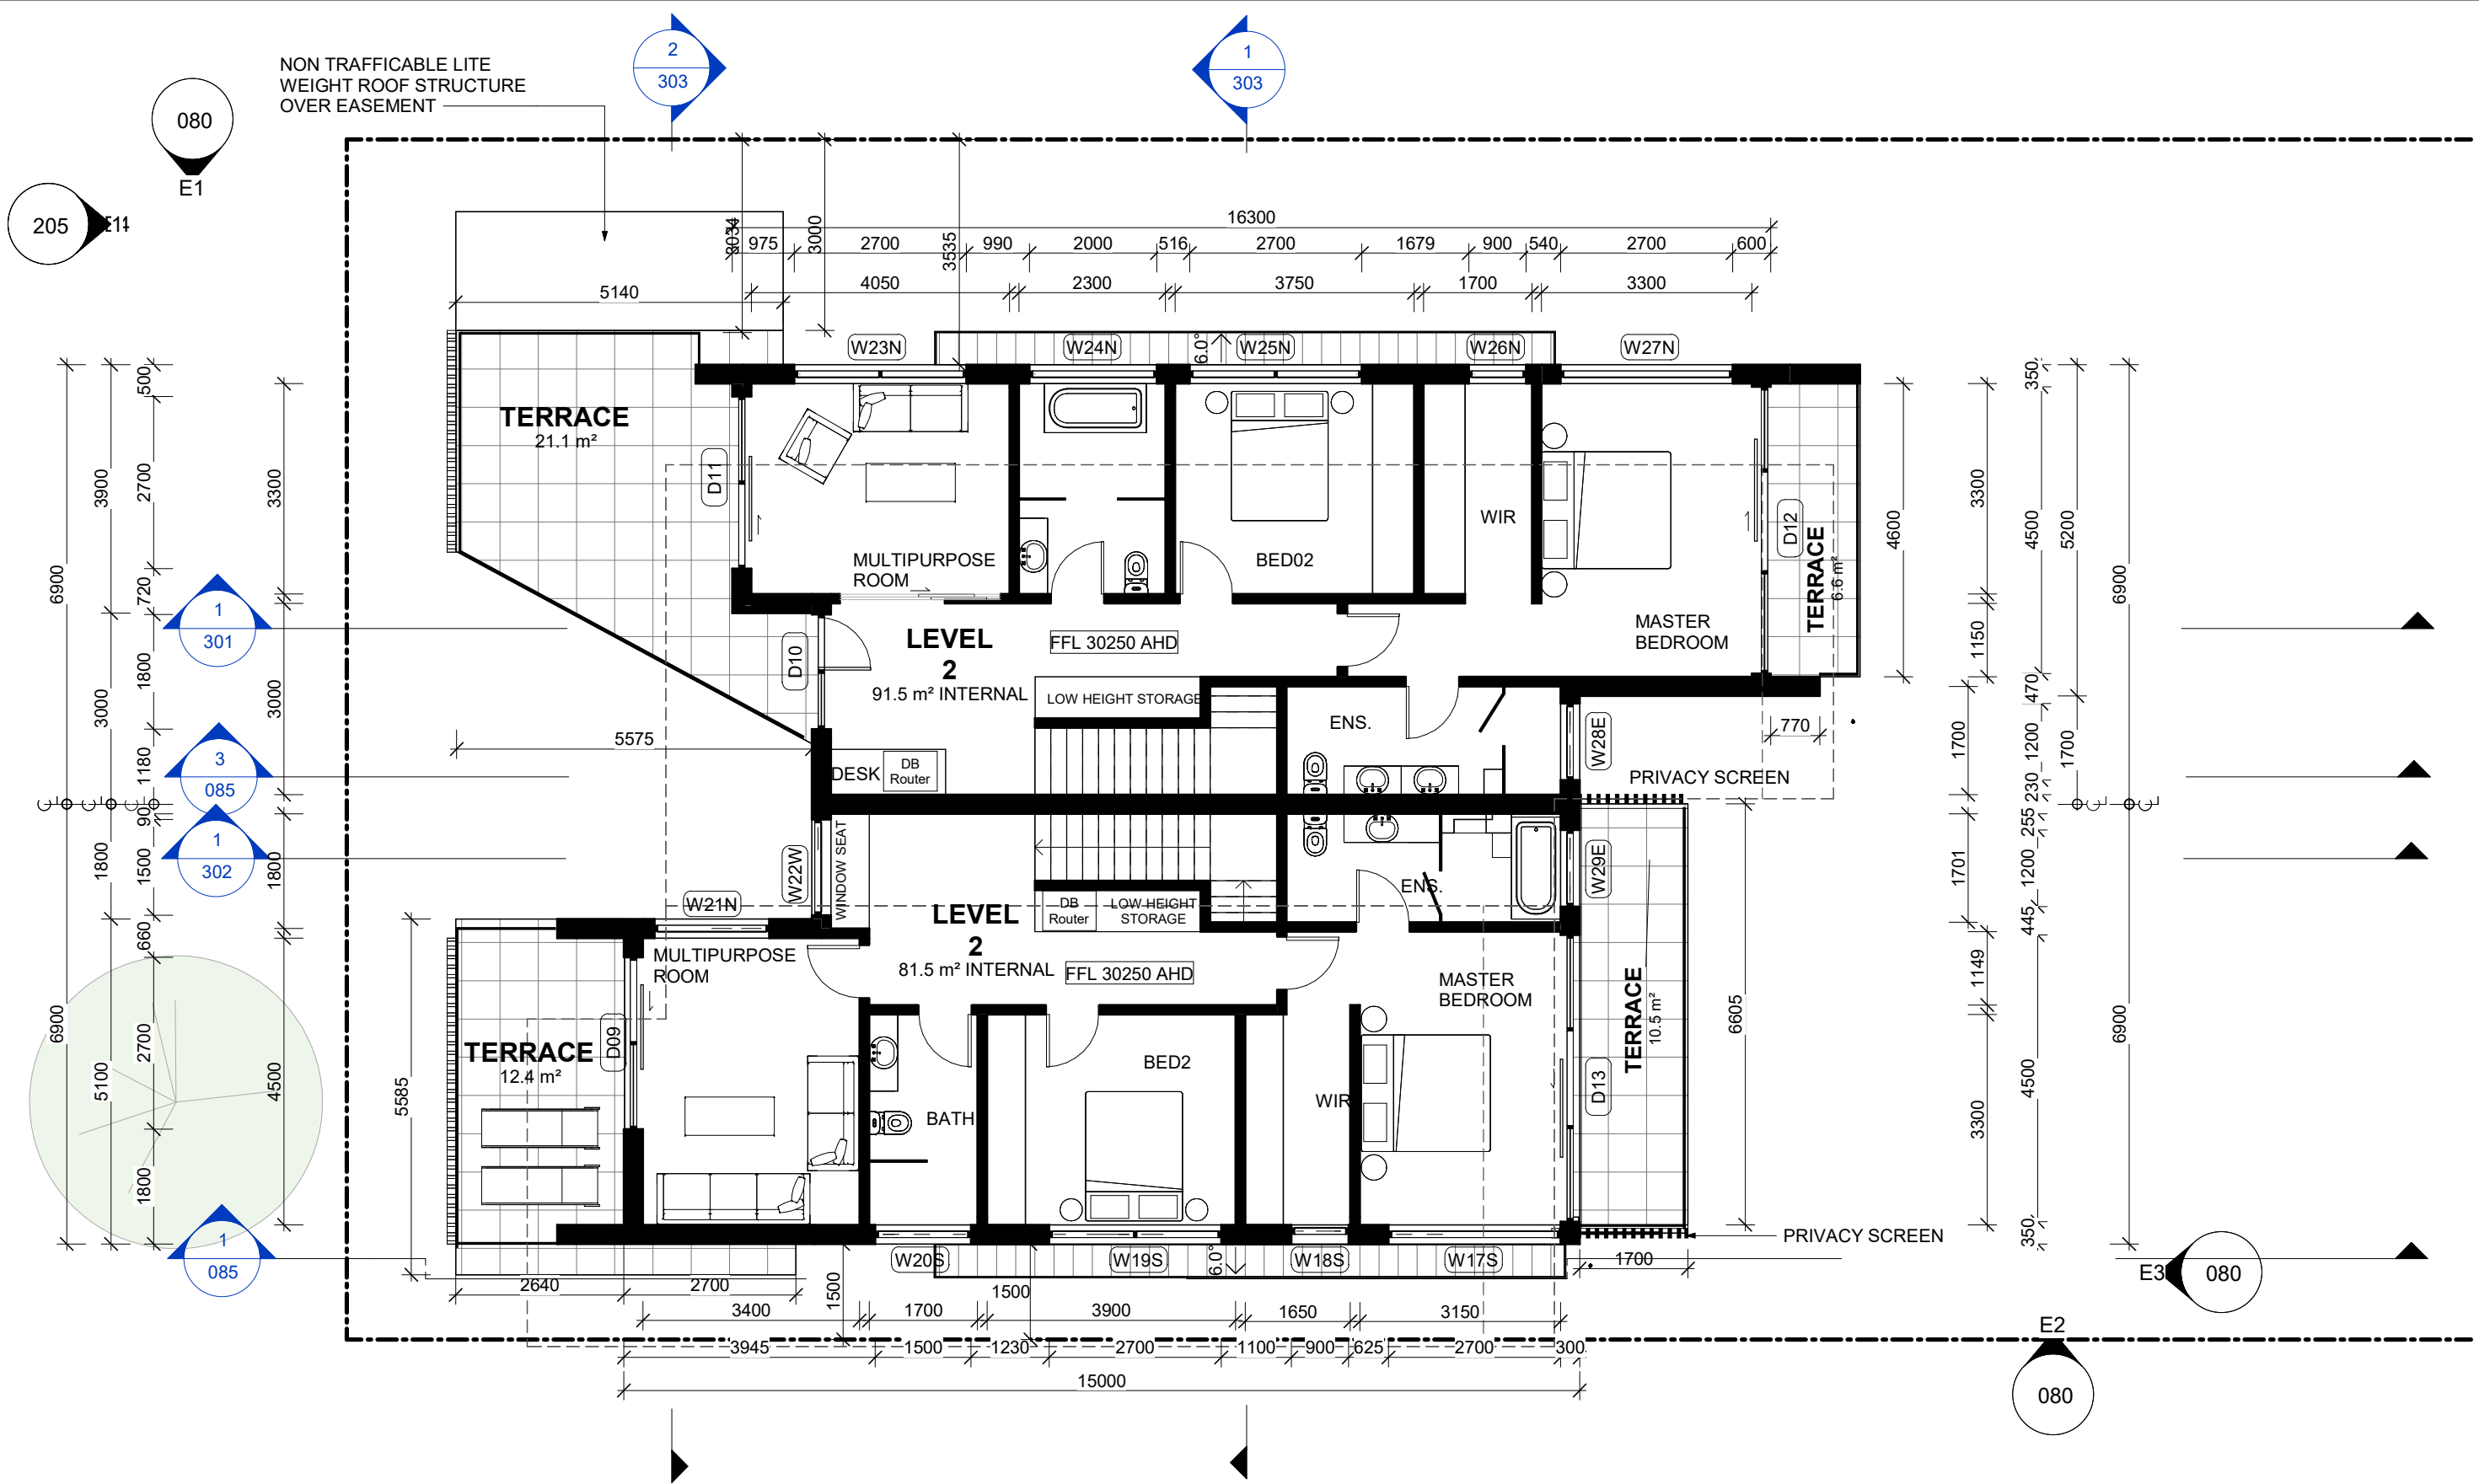 NON TRAFFICABLE LITE
WEIGHT ROOF STRUCTURE
OVER EASEMENT
2
303
1
303
080
E1
205
16300
3034
975
3000
2700
3535
990
2000
516
2700
1679
900
540
2700
600
5140
4050
2300
3750
1700
3300
W23N
W24N
6.0°
W25N
W26N
W27N
TERRACE
21.1 m²
D11
MULTIPURPOSE
ROOM
BED02
WIR
MASTER
BEDROOM
D12
TERRACE
6.6 m²
6900
3900
500
2700
720
3300
1
301
1800
3000
3000
D10
LEVEL
2
91.5 m² INTERNAL
FFL 30250 AHD
LOW HEIGHT STORAGE
ENS.
W28E
770
PRIVACY SCREEN
5575
DESK
DB
Router
4600
3300
1150
350
4500
5200
6900
470
1700
1200
1700
230
3
085
1180
90
1
302
1800
1500
1800
660
W21N
W22W
WINDOW SEAT
LEVEL
2
81.5 m² INTERNAL
FFL 30250 AHD
DB
Router
LOW HEIGHT
STORAGE
ENS.
W29E
255
1701
1200
445
1149
MULTIPURPOSE
ROOM
MASTER
BEDROOM
TERRACE
10.5 m²
6605
6900
TERRACE
12.4 m²
D09
BATH
BED2
WIR
D13
3300
4500
350
6900
5100
2700
4500
5585
1800
1
085
W20S
W19S
6.0°
W18S
W17S
PRIVACY SCREEN
1700
E3
080
2640
2700
1500
1500
3400
1700
3900
1650
3150
3945
1500
1230
2700
1100
900
625
2700
300
15000
E2
080